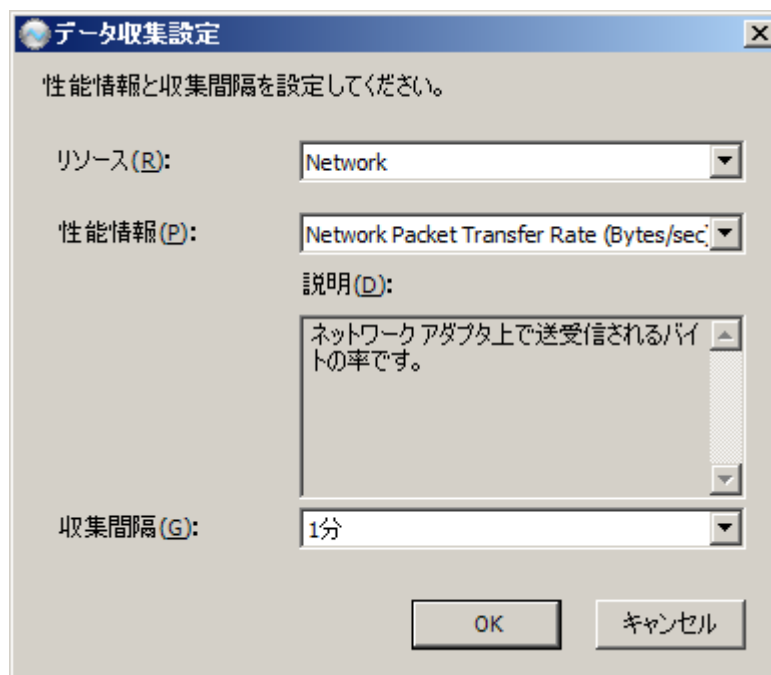 データ収集設定
性能情報と収集間隔を設定してください。
リソース(R):
Network
性能情報(P):
Network Packet Transfer Rate (Bytes/sec)
説明(D):
ネットワーク アダプタ上で送受信されるバイ
トの率です。
収集間隔(G):
1分
OK
キャンセル